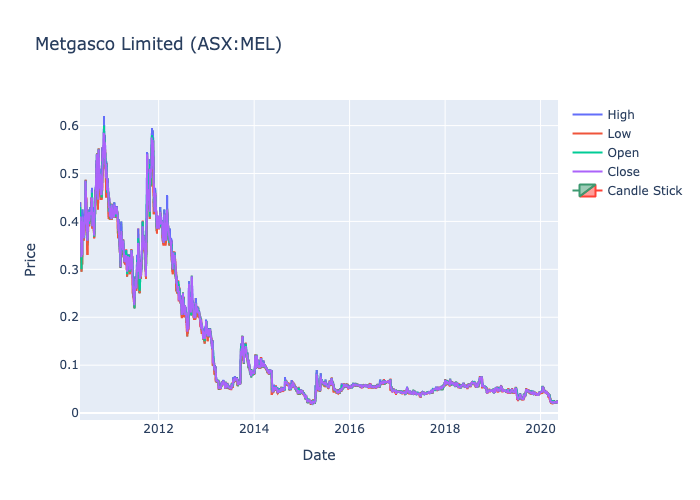 Metgasco Limited (ASX:MEL)
High
Low
Open
Close
Candle Stick
Price
0.6
0.5
0.4
0.3
0.2
0.1
0
2012 2014 2016 2018 2020
Date